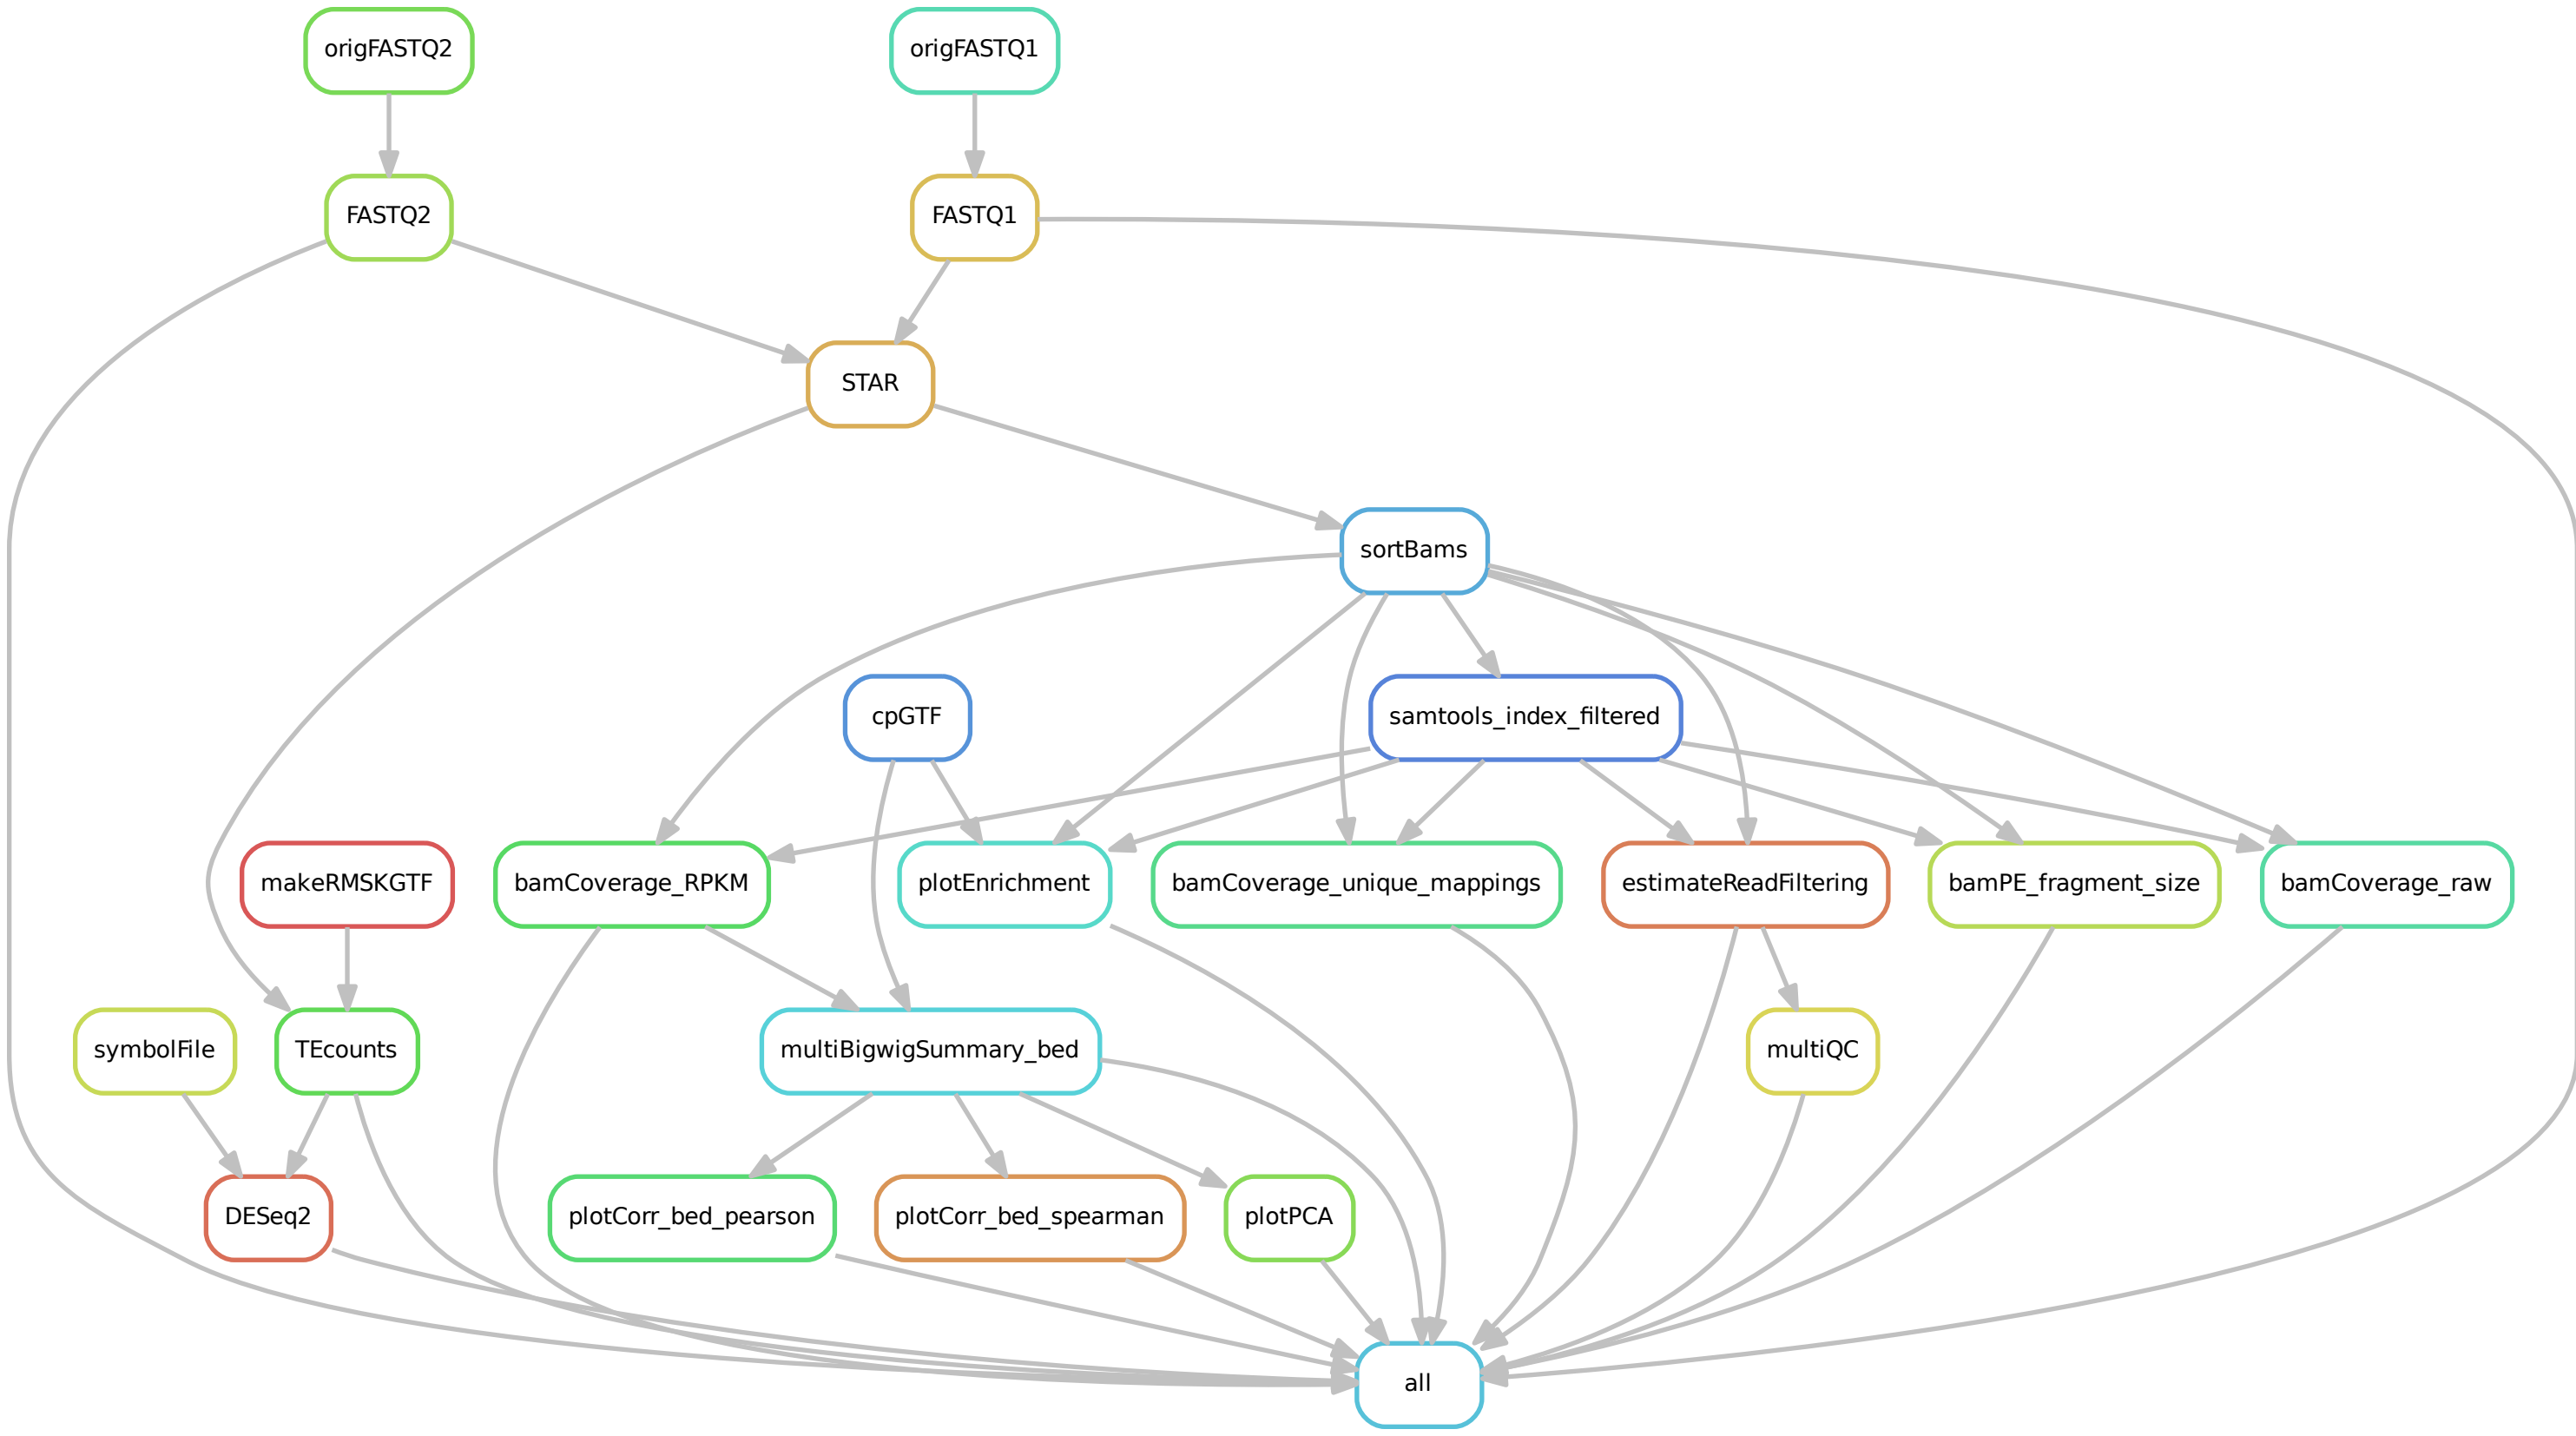 origFASTQ2
origFASTQ1
FASTQ2
FASTQ1
STAR
sortBams
cpGTF
samtools_index_filtered
makeRMSKGTF
bamCoverage_RPKM
plotEnrichment
bamCoverage_unique_mappings
estimateReadFiltering
bamPE_fragment_size
bamCoverage_raw
symbolFile
TEcounts
multiBigwigSummary_bed
multiQC
DESeq2
plotCorr_bed_pearson
plotCorr_bed_spearman
plotPCA
all